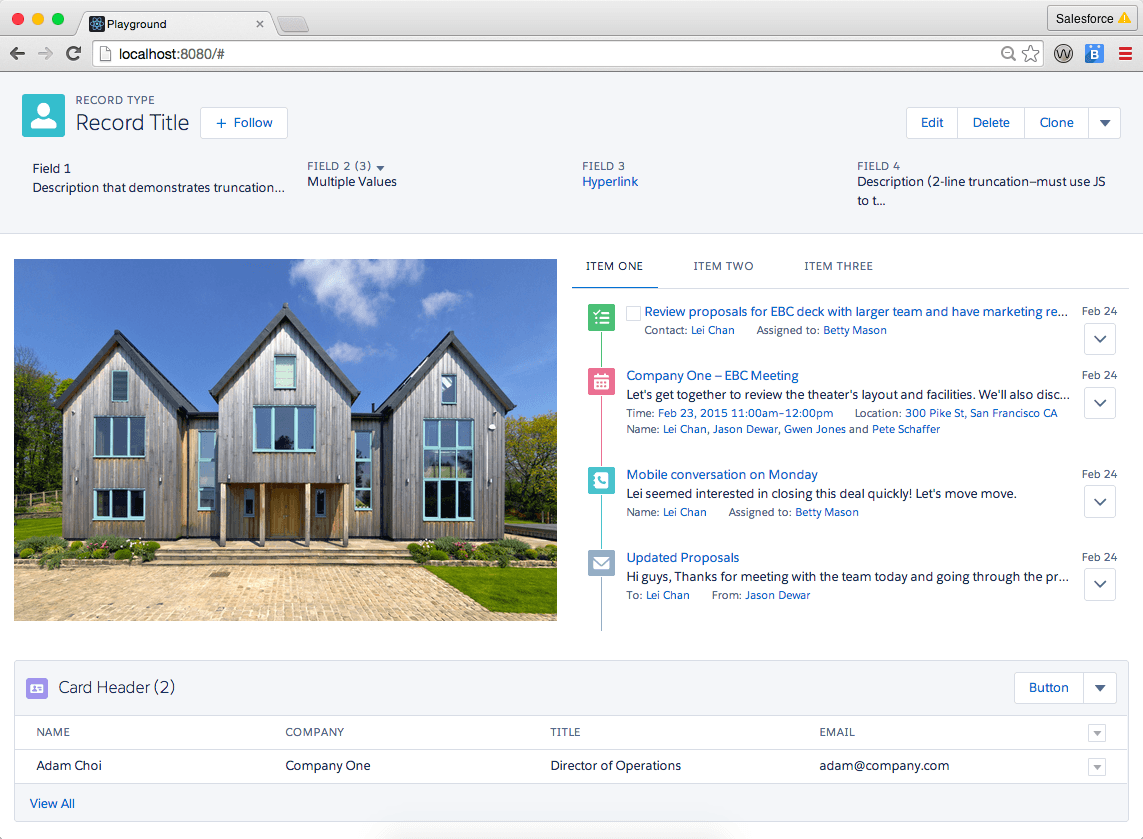 Playground
Salesforce
localhost:8080/#
RECORD TYPE
Record Title
+ Follow
Edit
Delete
Clone
Field 1
Description that demonstrates truncation...
FIELD 2 (3)
Multiple Values
FIELD 3
Hyperlink
FIELD 4
Description (2-line truncation—must use JS
to t...
ITEM ONE
ITEM TWO
ITEM THREE
Review proposals for EBC deck with larger team and have marketing re...
Feb 24
Contact: Lei Chan Assigned to: Betty Mason
Company One – EBC Meeting
Feb 24
Let's get together to review the theater's layout and facilities. We'll also disc...
Time: Feb 23, 2015 11:00am–12:00pm Location: 300 Pike St, San Francisco CA
Name: Lei Chan, Jason Dewar, Gwen Jones and Pete Schaffer
Mobile conversation on Monday
Feb 24
Lei seemed interested in closing this deal quickly! Let's move move.
Name: Lei Chan Assigned to: Betty Mason
Updated Proposals
Feb 24
Hi guys, Thanks for meeting with the team today and going through the pr...
To: Lei Chan From: Jason Dewar
Card Header (2)
Button
NAME COMPANY TITLE EMAIL
Adam Choi Company One Director of Operations adam@company.com
View All